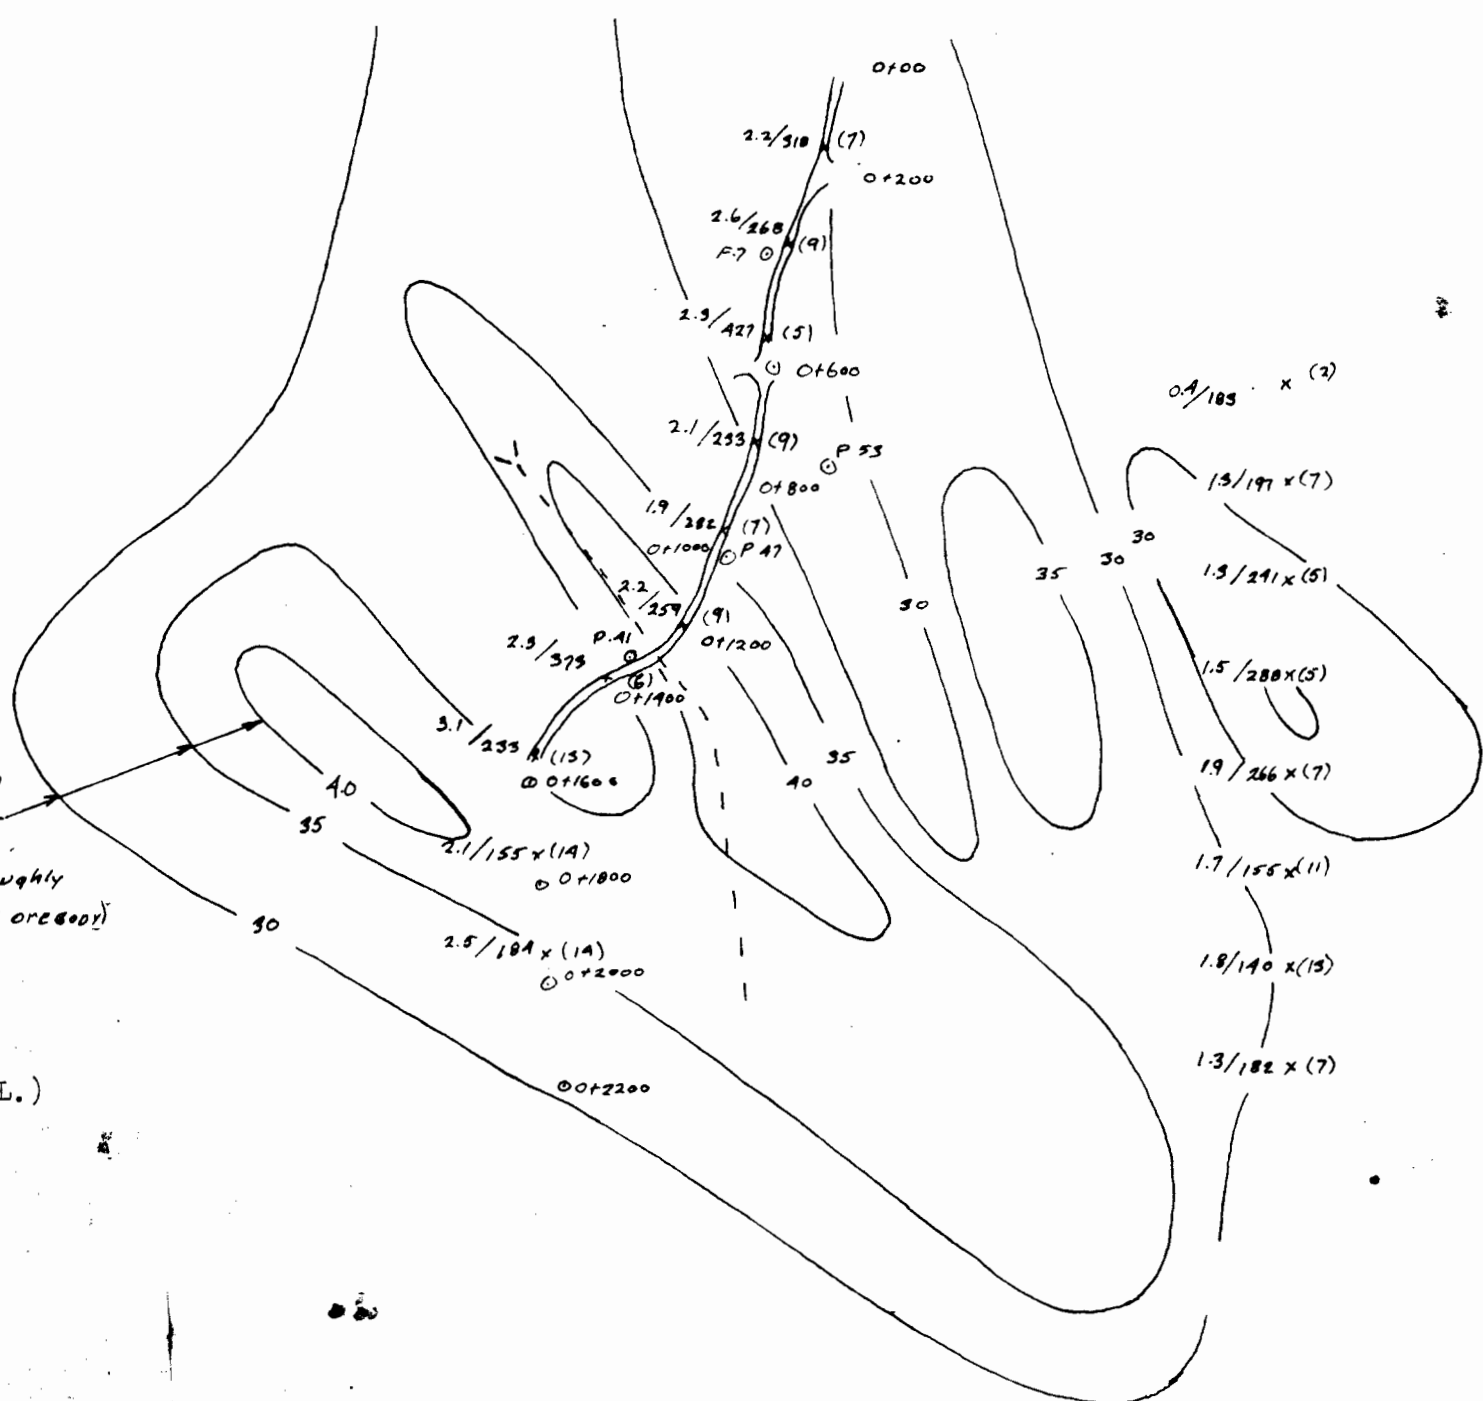 0+00
2.2/318 (7)
0+200
2.6/268 (9)
F.7
2.3/427 (5)
0+600
0.4/183 x (2)
2.1/233 (9)
P 53
0+800
1.3/197 x (7)
1.9/282 (7)
0+1000
P 47
30
30
35
1.3/241 x (5)
2.2/259 (9)
30
P.41
0+1200
2.3/373 (6)
0+1400
1.5/288 x (5)
3.1/233 (13)
0+1600
35
40
40
1.9/266 x (7)
35
2.1/155 x (14)
0+1800
1.7/155 x (11)
orebody)
30
2.5/184 x (14)
0+2000
1.8/140 x (13)
1.3/182 x (7)
0+2200
L.)